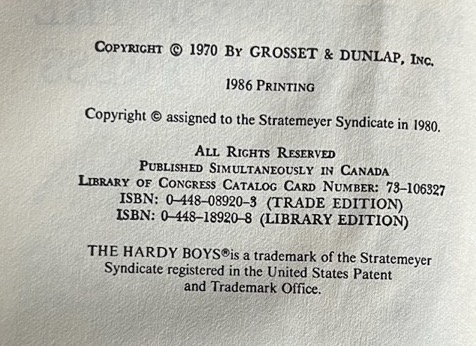 COPYRIGHT © 1970 BY GROSSET & DUNLAP, INC.
1986 PRINTING
Copyright © assigned to the Stratemeyer Syndicate in 1980.
ALL RIGHTS RESERVED
PUBLISHED SIMULTANEOUSLY IN CANADA
LIBRARY OF CONGRESS CATALOG CARD NUMBER: 73-106327
ISBN: 0-448-08920-3 (TRADE EDITION)
ISBN: 0-448-18920-8 (LIBRARY EDITION)
THE HARDY BOYS®is a trademark of the Stratemeyer
Syndicate registered in the United States Patent
and Trademark Office.